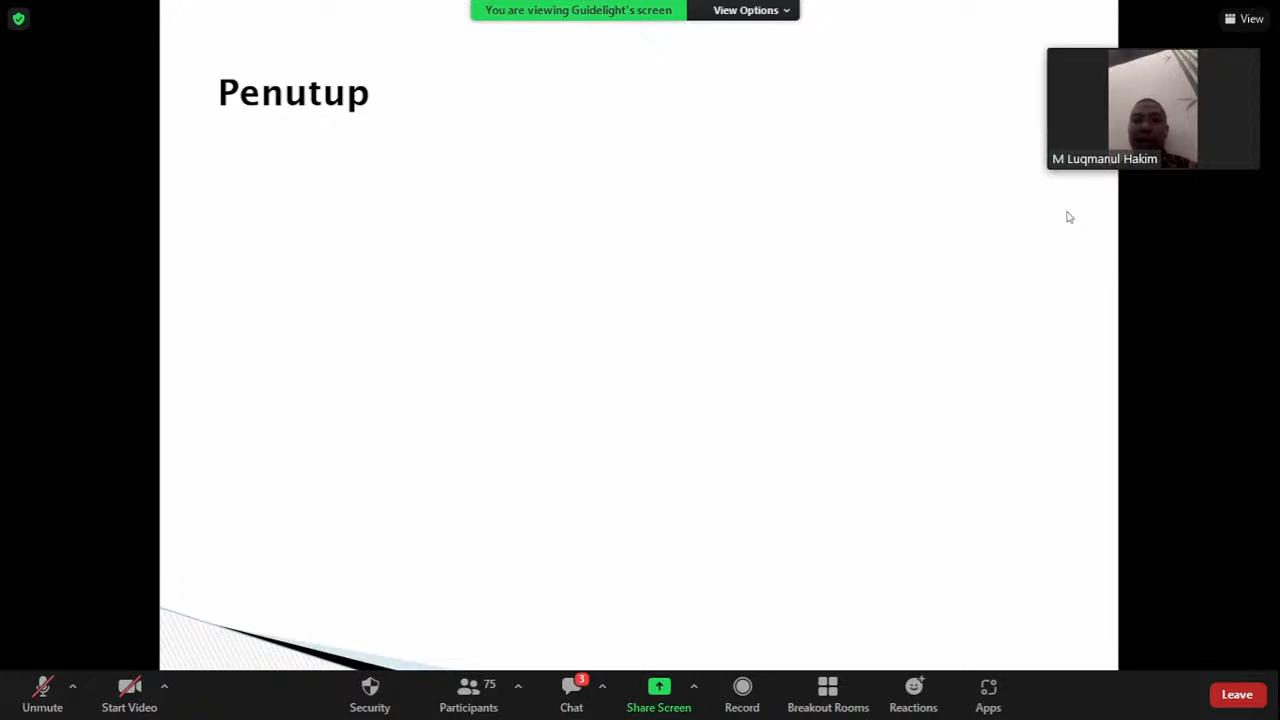 You are viewing Guidelight's screen
View Options
View
Penutup
M Luqmanul Hakim
Unmute
Start Video
Security
75
Participants
3
Chat
Share Screen
Record
Breakout Rooms
Reactions
Apps
Leave